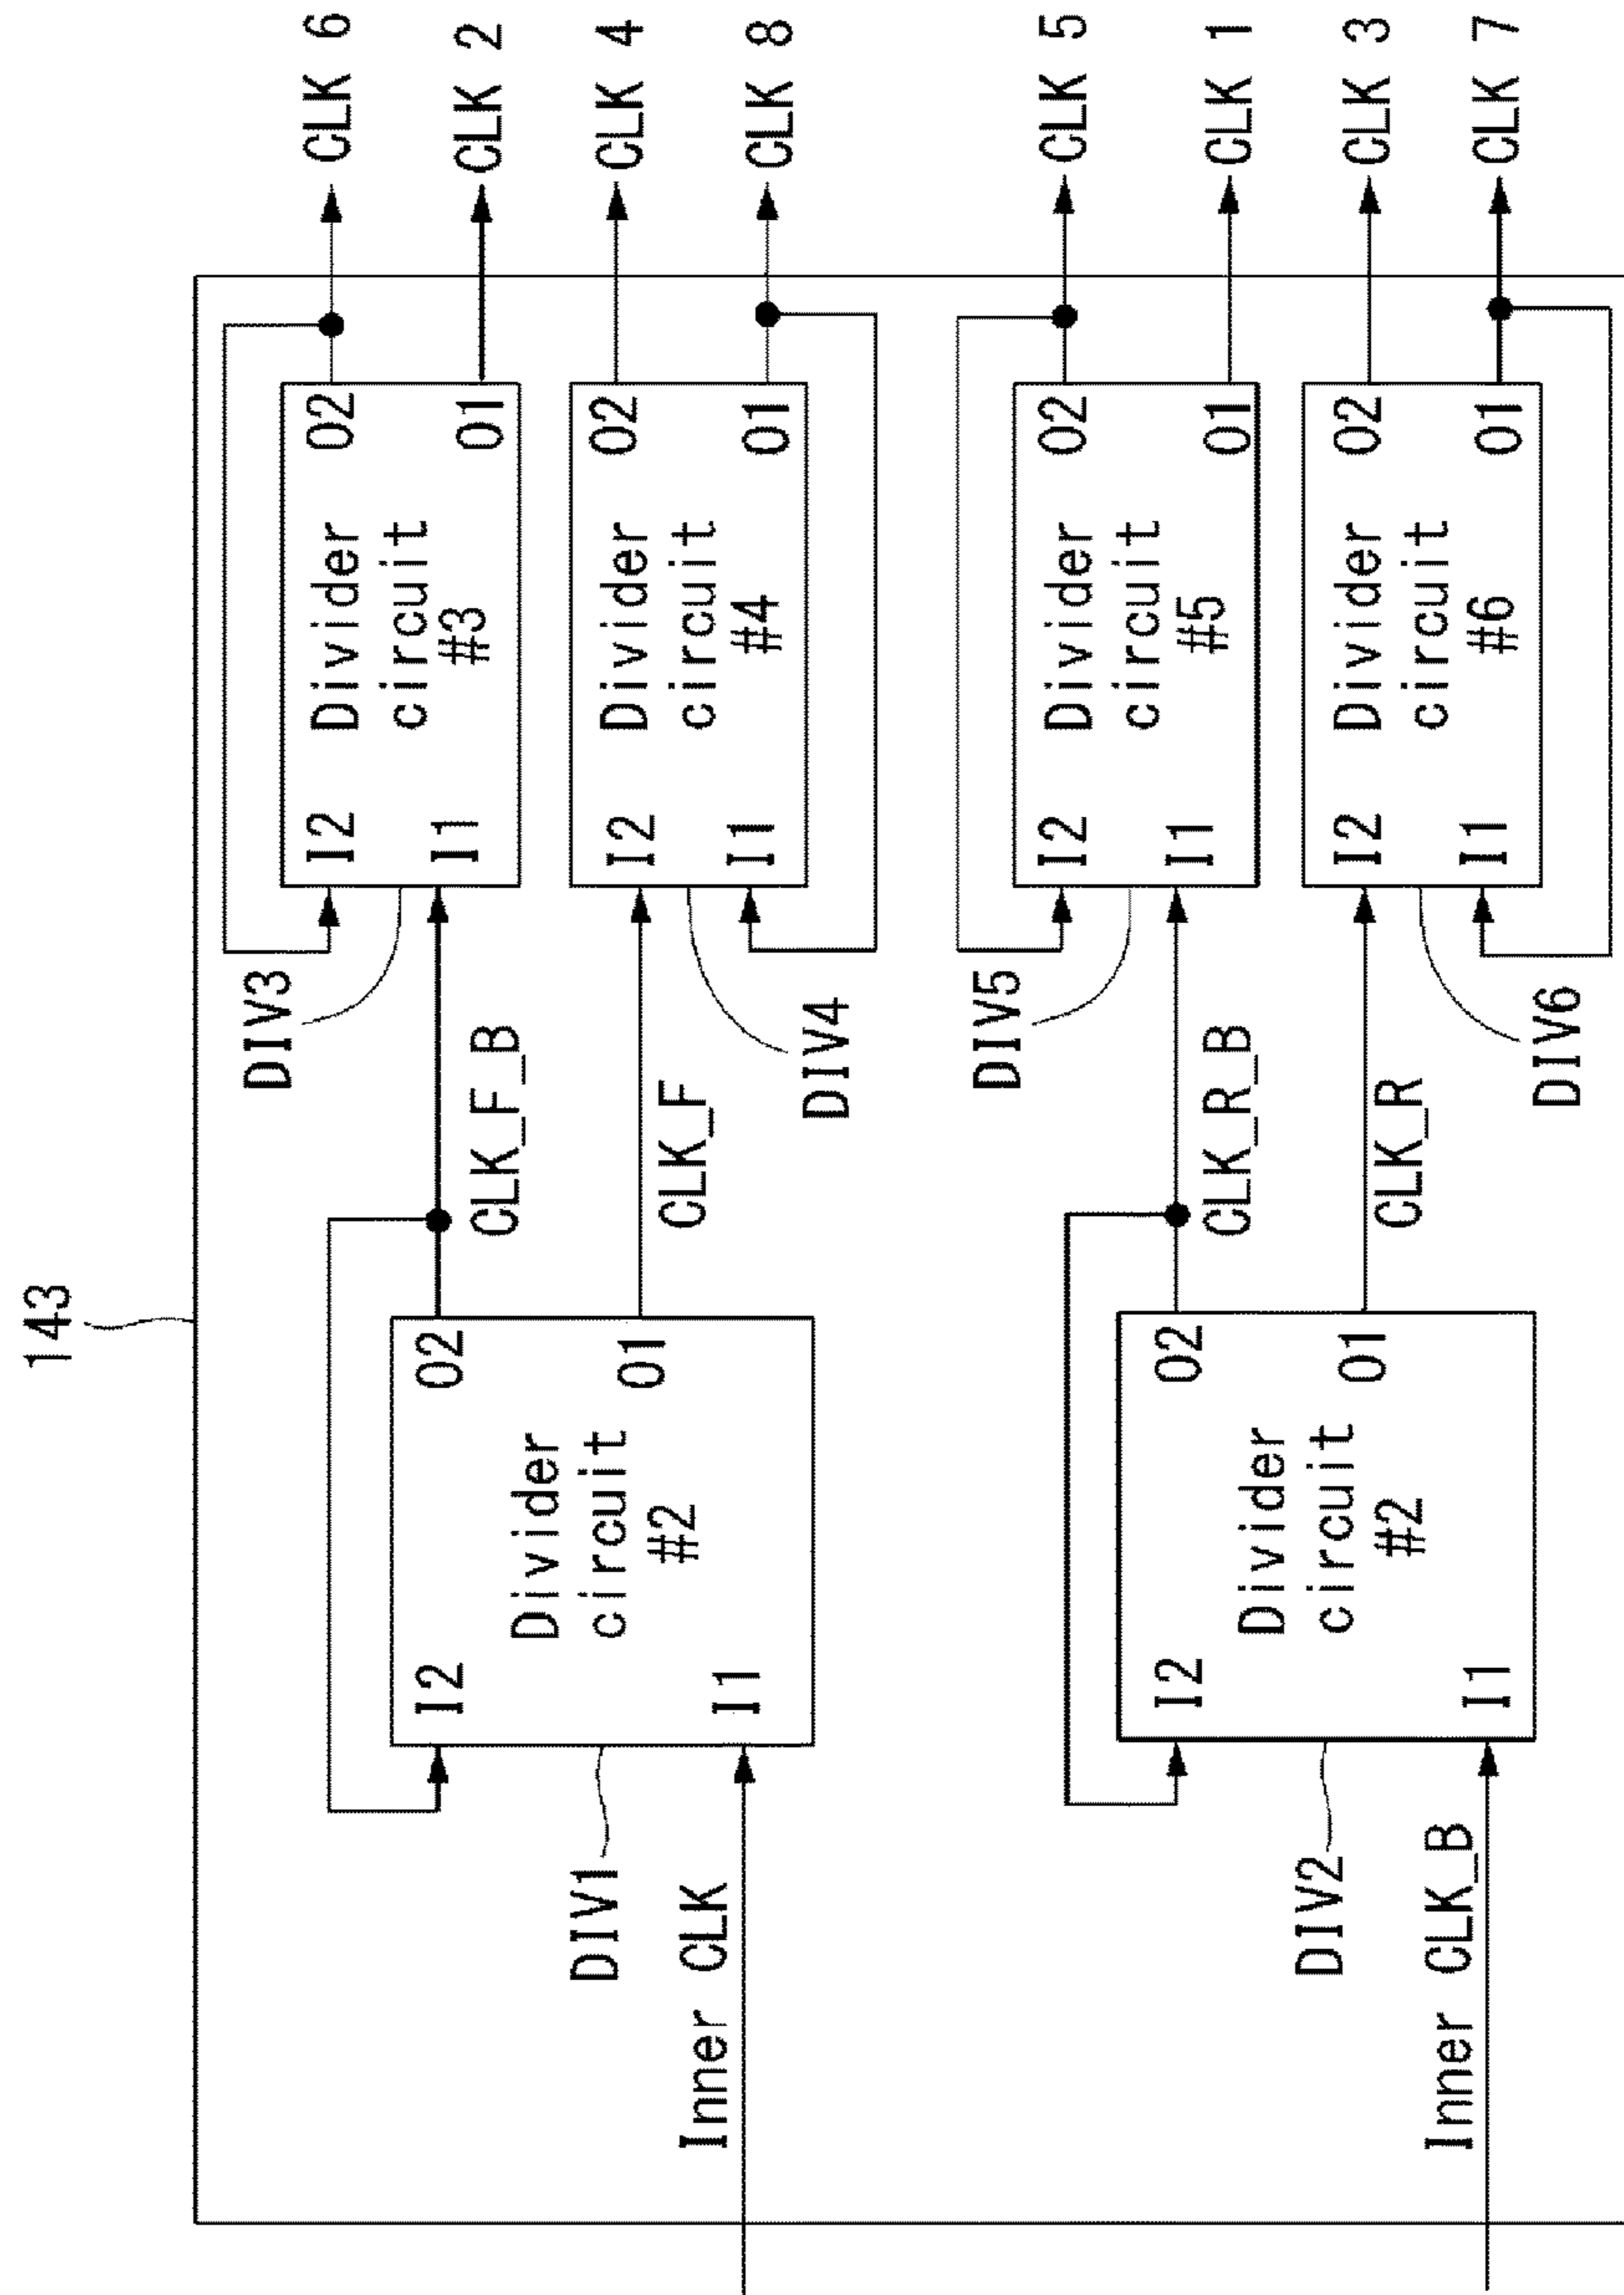 143
Inner CLK
DIV1
I2
I1
Divider
circuit
#2
O2
O1
CLK_F_B
CLK_F
DIV3
I2
I1
Divider
circuit
#3
O2
O1
CLK 6
CLK 2
DIV4
I2
I1
Divider
circuit
#4
O2
O1
CLK 4
CLK 8
Inner CLK_B
DIV2
I2
I1
Divider
circuit
#2
O2
O1
CLK_R_B
CLK_R
DIV5
I2
I1
Divider
circuit
#5
O2
O1
CLK 5
CLK 1
DIV6
I2
I1
Divider
circuit
#6
O2
O1
CLK 3
CLK 7